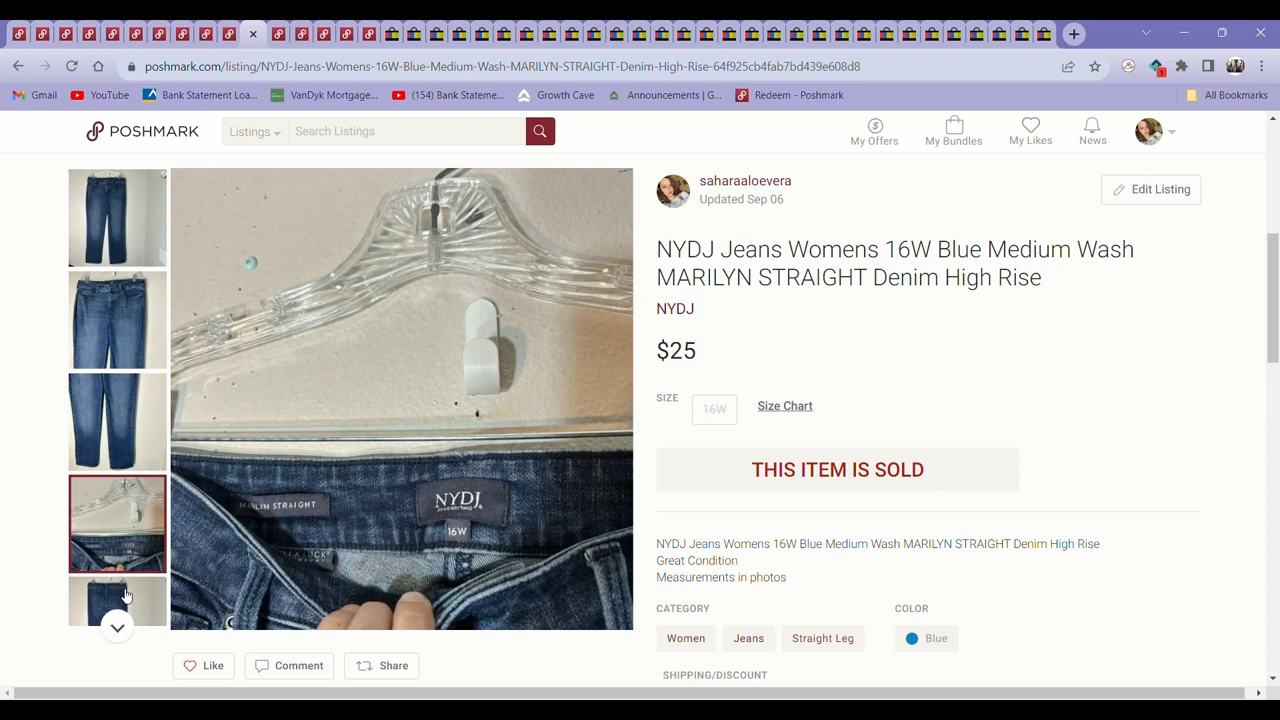 poshmark.com/listing/NYDJ-Jeans-Womens-16W-Blue-Medium-Wash-MARILYN-STRAIGHT-Denim-High-Rise-64f925cb4fab7bd439e608d8
1
Gmail
YouTube
Bank Statement Loa...
VanDyk Mortgage...
(154) Bank Stateme...
Growth Cave
Announcements | G...
Redeem - Poshmark
All Bookmarks
POSHMARK
Listings
Search Listings
My Offers
My Bundles
My Likes
News
saharaaloevera
Updated Sep 06
Edit Listing
NYDJ Jeans Womens 16W Blue Medium Wash
MARILYN STRAIGHT Denim High Rise
NYDJ
$25
SIZE
16W
Size Chart
THIS ITEM IS SOLD
NYDJ Jeans Womens 16W Blue Medium Wash MARILYN STRAIGHT Denim High Rise
Great Condition
Measurements in photos
CATEGORY
COLOR
Women
Jeans
Straight Leg
Blue
SHIPPING/DISCOUNT
MARILYN STRAIGHT
NYDJ
16W
Like
Comment
Share